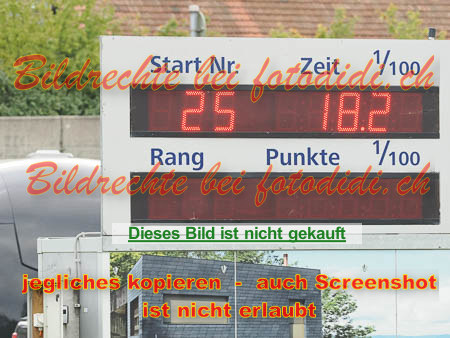 Start Nr. Zeit 1/100
Bildrechte bei fotodidi.ch
25 18.2
Rang Punkte 1/100
Bildrechte bei fotodidi.ch
Dieses Bild ist nicht gekauft
jegliches kopieren - auch Screenshot
ist nicht erlaubt